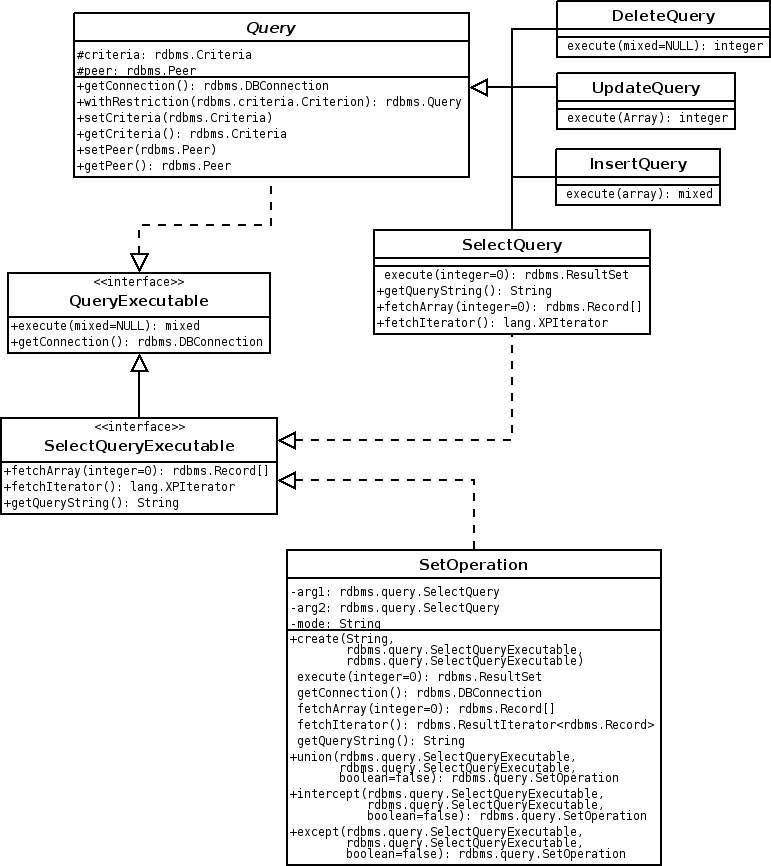 Query
#criteria: rdbms.Criteria
#peer: rdbms.Peer
+getConnection(): rdbms.DBConnection
+withRestriction(rdbms.criteria.Criterion): rdbms.Query
+setCriteria(rdbms.Criteria)
+getCriteria(): rdbms.Criteria
+setPeer(rdbms.Peer)
+getPeer(): rdbms.Peer
DeleteQuery
execute(mixed=NULL): integer
UpdateQuery
execute(Array): integer
InsertQuery
execute(array): mixed
SelectQuery
execute(integer=0): rdbms.ResultSet
+getQueryString(): String
+fetchArray(integer=0): rdbms.Record[]
+fetchIterator(): lang.XPIterator
<<interface>>
QueryExecutable
+execute(mixed=NULL): mixed
+getConnection(): rdbms.DBConnection
<<interface>>
SelectQueryExecutable
+fetchArray(integer=0): rdbms.Record[]
+fetchIterator(): lang.XPIterator
+getQueryString(): String
SetOperation
-arg1: rdbms.query.SelectQuery
-arg2: rdbms.query.SelectQuery
-mode: String
+create(String,
rdbms.query.SelectQueryExecutable,
rdbms.query.SelectQueryExecutable)
execute(integer=0): rdbms.ResultSet
getConnection(): rdbms.DBConnection
fetchArray(integer=0): rdbms.Record[]
fetchIterator(): rdbms.ResultIterator<rdbms.Record>
getQueryString(): String
+union(rdbms.query.SelectQueryExecutable,
rdbms.query.SelectQueryExecutable,
boolean=false): rdbms.query.SetOperation
+intercept(rdbms.query.SelectQueryExecutable,
rdbms.query.SelectQueryExecutable,
boolean=false): rdbms.query.SetOperation
+except(rdbms.query.SelectQueryExecutable,
rdbms.query.SelectQueryExecutable,
boolean=false): rdbms.query.SetOperation